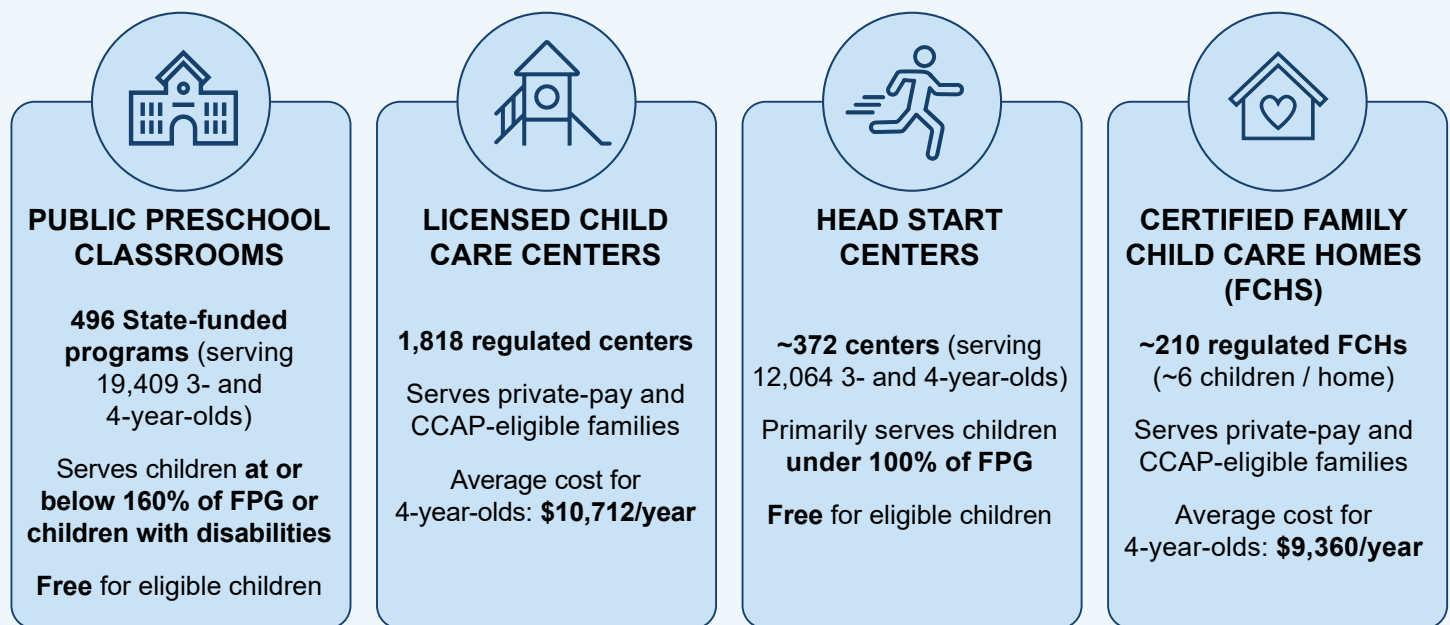 PUBLIC PRESCHOOL
CLASSROOMS
496 State-funded
programs (serving
19,409 3- and
4-year-olds)
Serves children at or
below 160% of FPG or
children with disabilities
Free for eligible children
LICENSED CHILD
CARE CENTERS
1,818 regulated centers
Serves private-pay and
CCAP-eligible families
Average cost for
4-year-olds: $10,712/year
HEAD START
CENTERS
~372 centers (serving
12,064 3- and 4-year-olds)
Primarily serves children
under 100% of FPG
Free for eligible children
CERTIFIED FAMILY
CHILD CARE HOMES
(FCHS)
~210 regulated FCHs
(~6 children / home)
Serves private-pay and
CCAP-eligible families
Average cost for
4-year-olds: $9,360/year